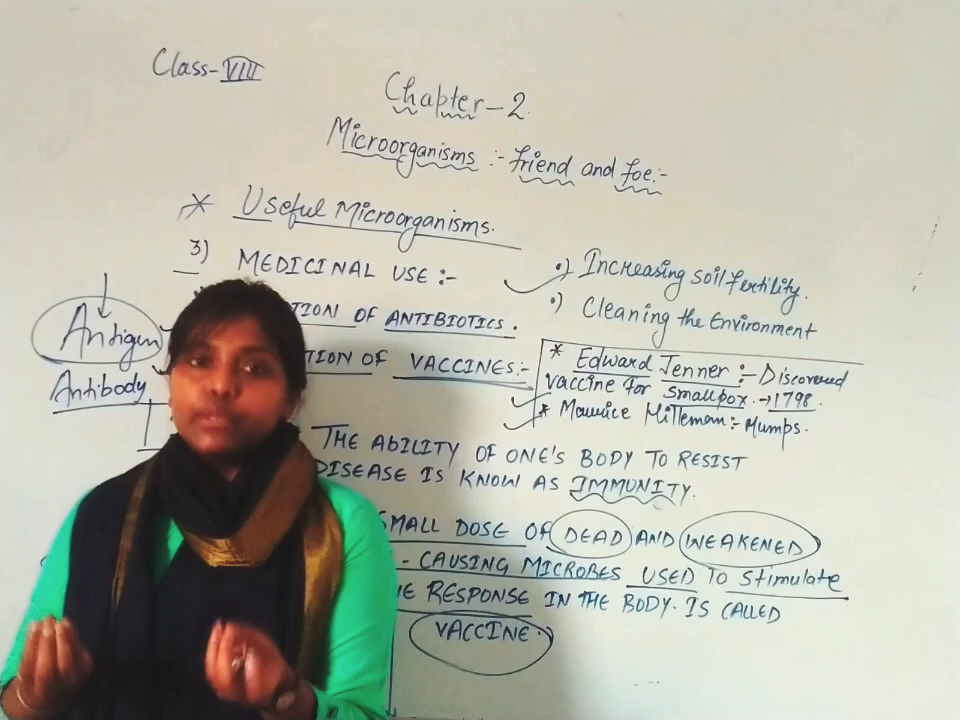 Class-VIII
Chapter-2.
Microorganisms :- friend and foe:-
* Useful Microorganisms.
3) MEDICINAL USE :-
TION OF ANTIBIOTICS.
TION OF VACCINES:-
•) Increasing soil fertility.
•) Cleaning the Environment
Antigen
Antibody
* Edward Jenner :- Discovered
vaccine for smallpox. → 1798.
* Maurice Hilleman:- Mumps.
THE ABILITY OF ONE'S BODY TO RESIST
DISEASE IS KNOW AS IMMUNITY.
SMALL DOSE OF DEAD AND WEAKENED
- CAUSING MICROBES USED TO Stimulate
RESPONSE IN THE BODY. IS CALLED
VACCINE.